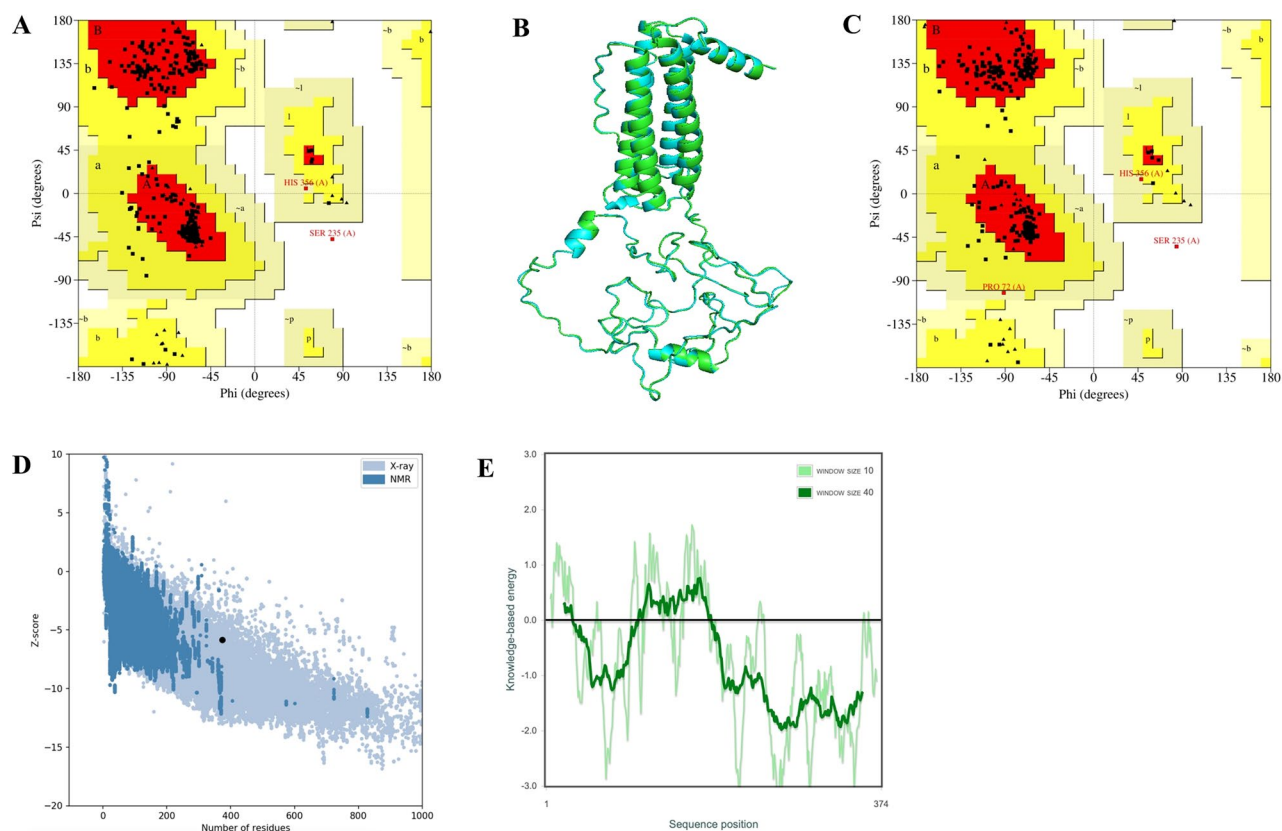 A
B
b
~b
~b
~b
~l
l
a
A
HIS 356 (A)
~a
SER 235 (A)
b
~p
p
~b
~b
180
135
90
45
0
-45
-90
-135
Psi (degrees)
-180 -135 -90 -45 0 45 90 135 180
Phi (degrees)
B
C
B
b
~b
~b
~b
~l
l
a
A
HIS 356 (A)
~a
SER 235 (A)
PRO 72 (A)
b
~p
p
~b
~b
180
135
90
45
0
-45
-90
-135
Psi (degrees)
-180 -135 -90 -45 0 45 90 135 180
Phi (degrees)
D
X-ray
NMR
10
5
0
−5
−10
−15
−20
Z-score
0 200 400 600 800 1000
Number of residues
E
WINDOW SIZE 10
WINDOW SIZE 40
3.0
2.0
1.0
0.0
-1.0
-2.0
-3.0
Knowledge-based energy
1 374
Sequence position